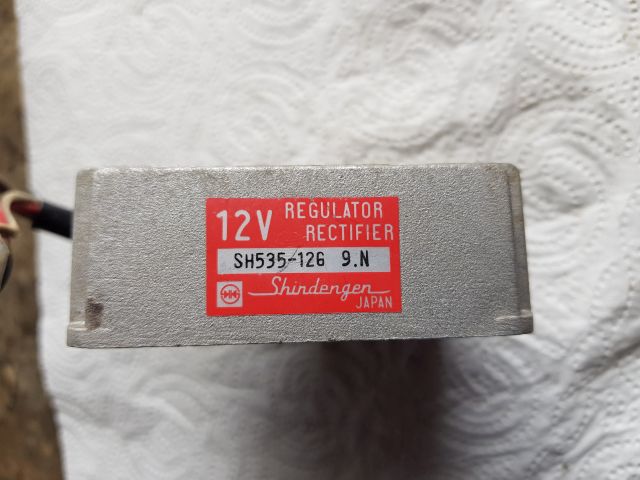 12V REGULATOR
RECTIFIER
SH535-12G 9.N
Shindengen
JAPAN